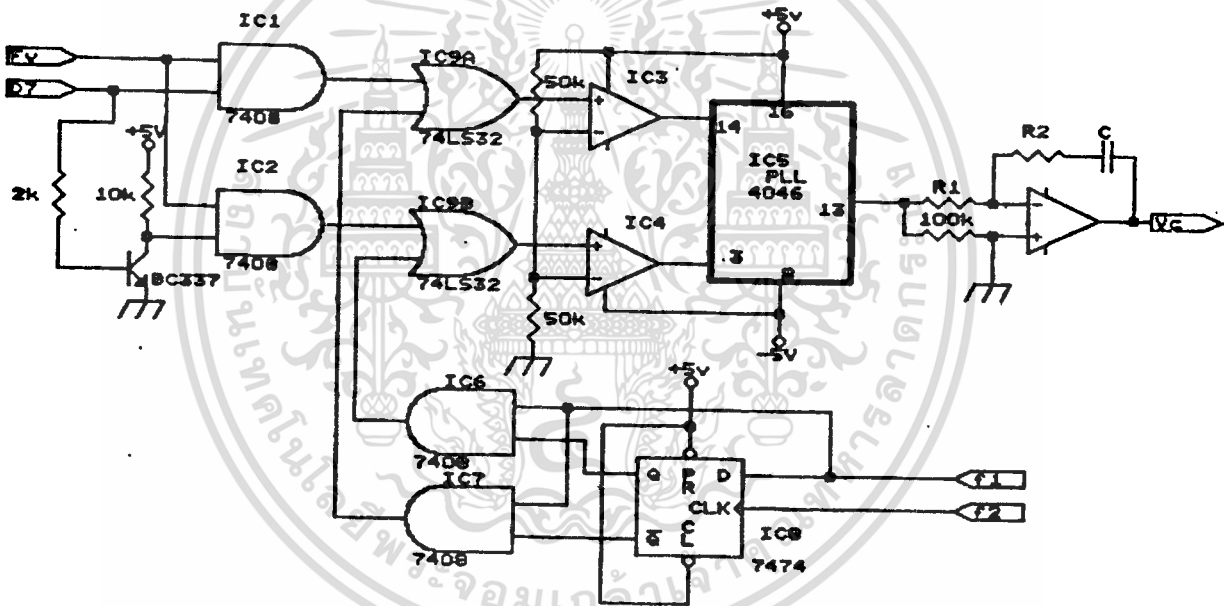 IC1
FV
D7
7408
+5V
2k
10k
IC2
7408
BC337
IC9A
74LS32
IC9B
74LS32
50k
50k
IC3
IC4
+5v
16
14
IC5
PLL
4046
13
3
8
-5V
R1
100k
R2
C
VC
IC6
7408
IC7
7408
+5v
Q
PR
D
CLK
Q̅
CL
IC8
7474
f1
f2